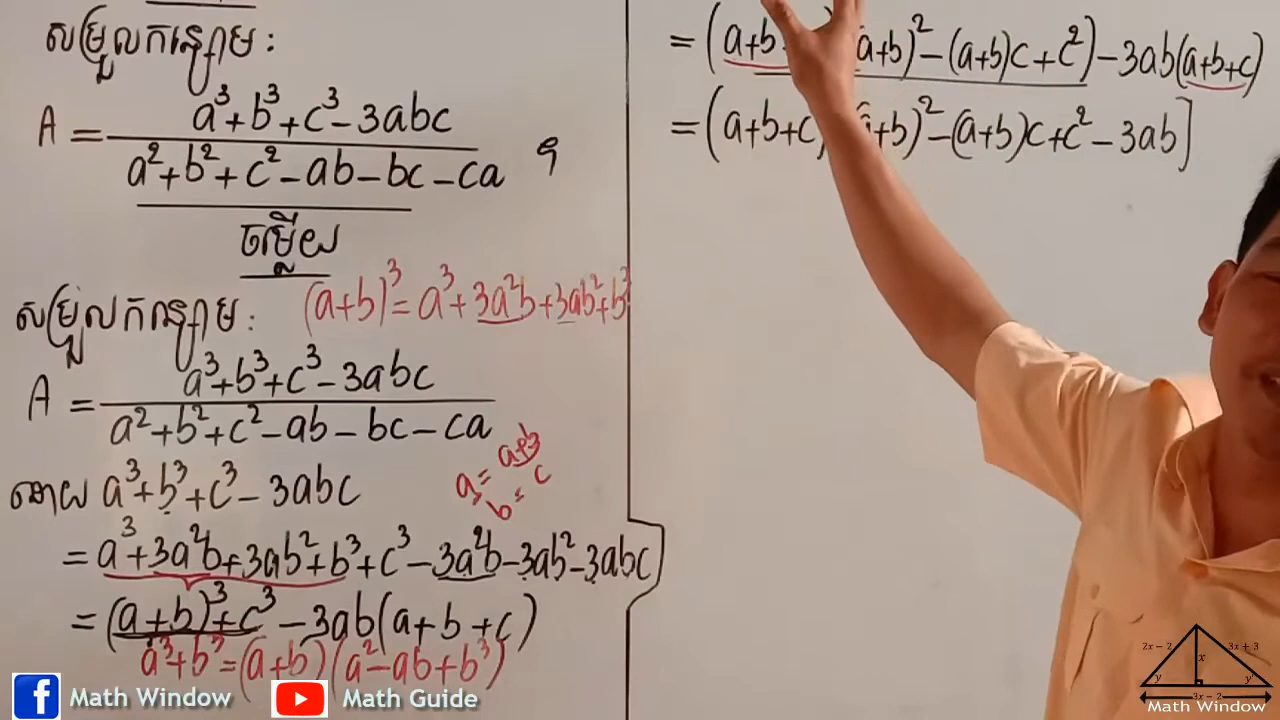 សម្រួលកន្សោម :
A = (a³+b³+c³-3abc)/(a²+b²+c²-ab-bc-ca) ។
ចម្លើយ
សម្រួលកន្សោម :
(a+b)³ = a³+3a²b+3ab²+b³
A = (a³+b³+c³-3abc)/(a²+b²+c²-ab-bc-ca)
a = a+b
b = c
ដោយ a³+b³+c³-3abc
= a³+3a²b+3ab²+b³+c³-3a²b-3ab²-3abc
= (a+b)³+c³-3ab(a+b+c)
a³+b³=(a+b)(a²-ab+b³)
= (a+b a+b)²-(a+b)c+c²)-3ab(a+b+c)
= (a+b+c) a+b)²-(a+b)c+c²-3ab]
Math Window
Math Guide
2x-2
3x+3
x
y
y
3x-2
Math Window